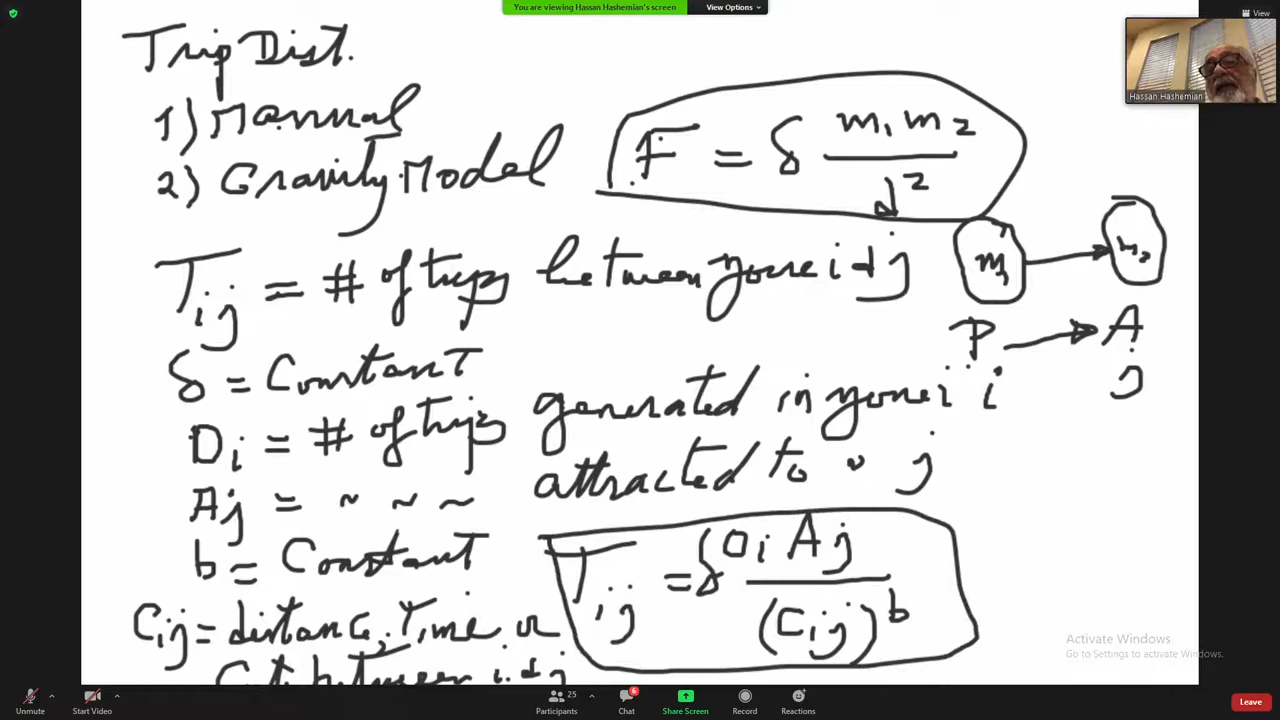 You are viewing Hassan Hashemian's screen
View Options
View
Hassan Hashemian
Trip Dist.
1) Manual
2) Gravity Model
F = δ m1 m2 / d^2
m1 → m2
P → A
i j
Tij = # of trips between zone i & j
δ = Constant
Oi = # of trips generated in zone i
Aj = ~ ~ ~ attracted to " j
b = Constant
Tij = δ Oi Aj / (Cij)^b
Cij = distance, Time or
Cost between i & j
Activate Windows
Go to Settings to activate Windows.
Unmute
Start Video
25
Participants
6
Chat
Share Screen
Record
Reactions
Leave